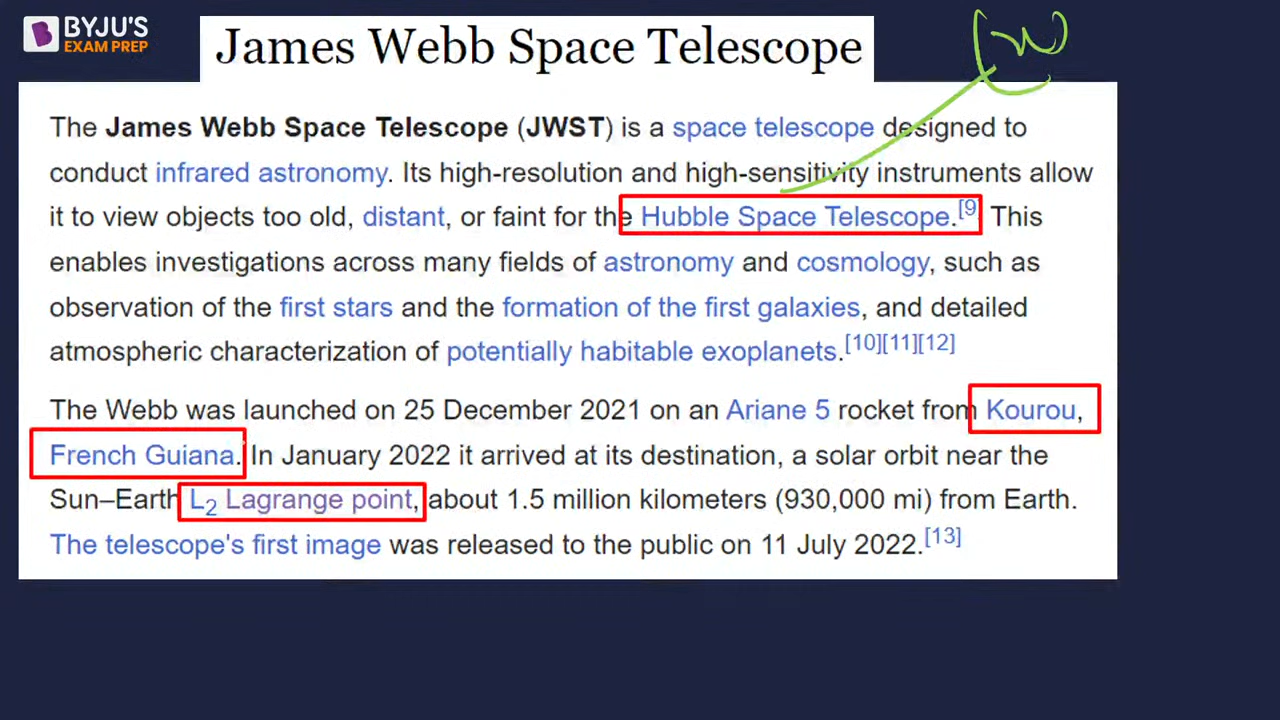 BYJU'S
EXAM PREP
James Webb Space Telescope
The James Webb Space Telescope (JWST) is a space telescope designed to
conduct infrared astronomy. Its high-resolution and high-sensitivity instruments allow
it to view objects too old, distant, or faint for the Hubble Space Telescope.[9] This
enables investigations across many fields of astronomy and cosmology, such as
observation of the first stars and the formation of the first galaxies, and detailed
atmospheric characterization of potentially habitable exoplanets.[10][11][12]
The Webb was launched on 25 December 2021 on an Ariane 5 rocket from Kourou,
French Guiana. In January 2022 it arrived at its destination, a solar orbit near the
Sun–Earth L2 Lagrange point, about 1.5 million kilometers (930,000 mi) from Earth.
The telescope's first image was released to the public on 11 July 2022.[13]